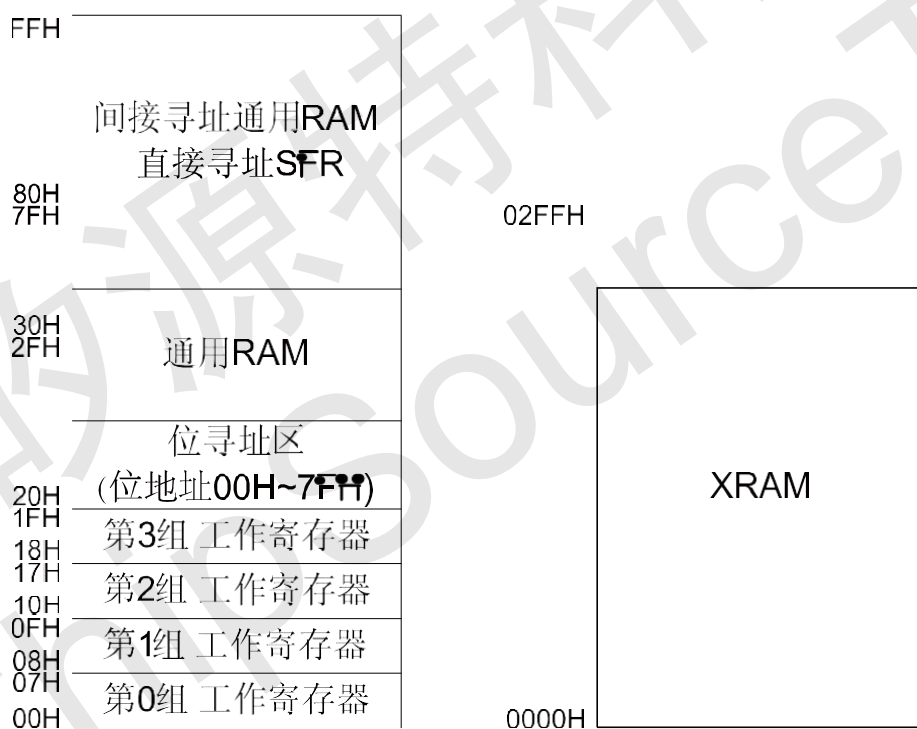 FFH
间接寻址通用RAM
直接寻址SFR
80H
7FH
02FFH
30H
2FH
通用RAM
位寻址区
(位地址00H~7FH)
20H
1FH
第3组 工作寄存器
18H
17H
第2组 工作寄存器
10H
0FH
第1组 工作寄存器
08H
07H
第0组 工作寄存器
00H
XRAM
0000H
源特科
hipSource